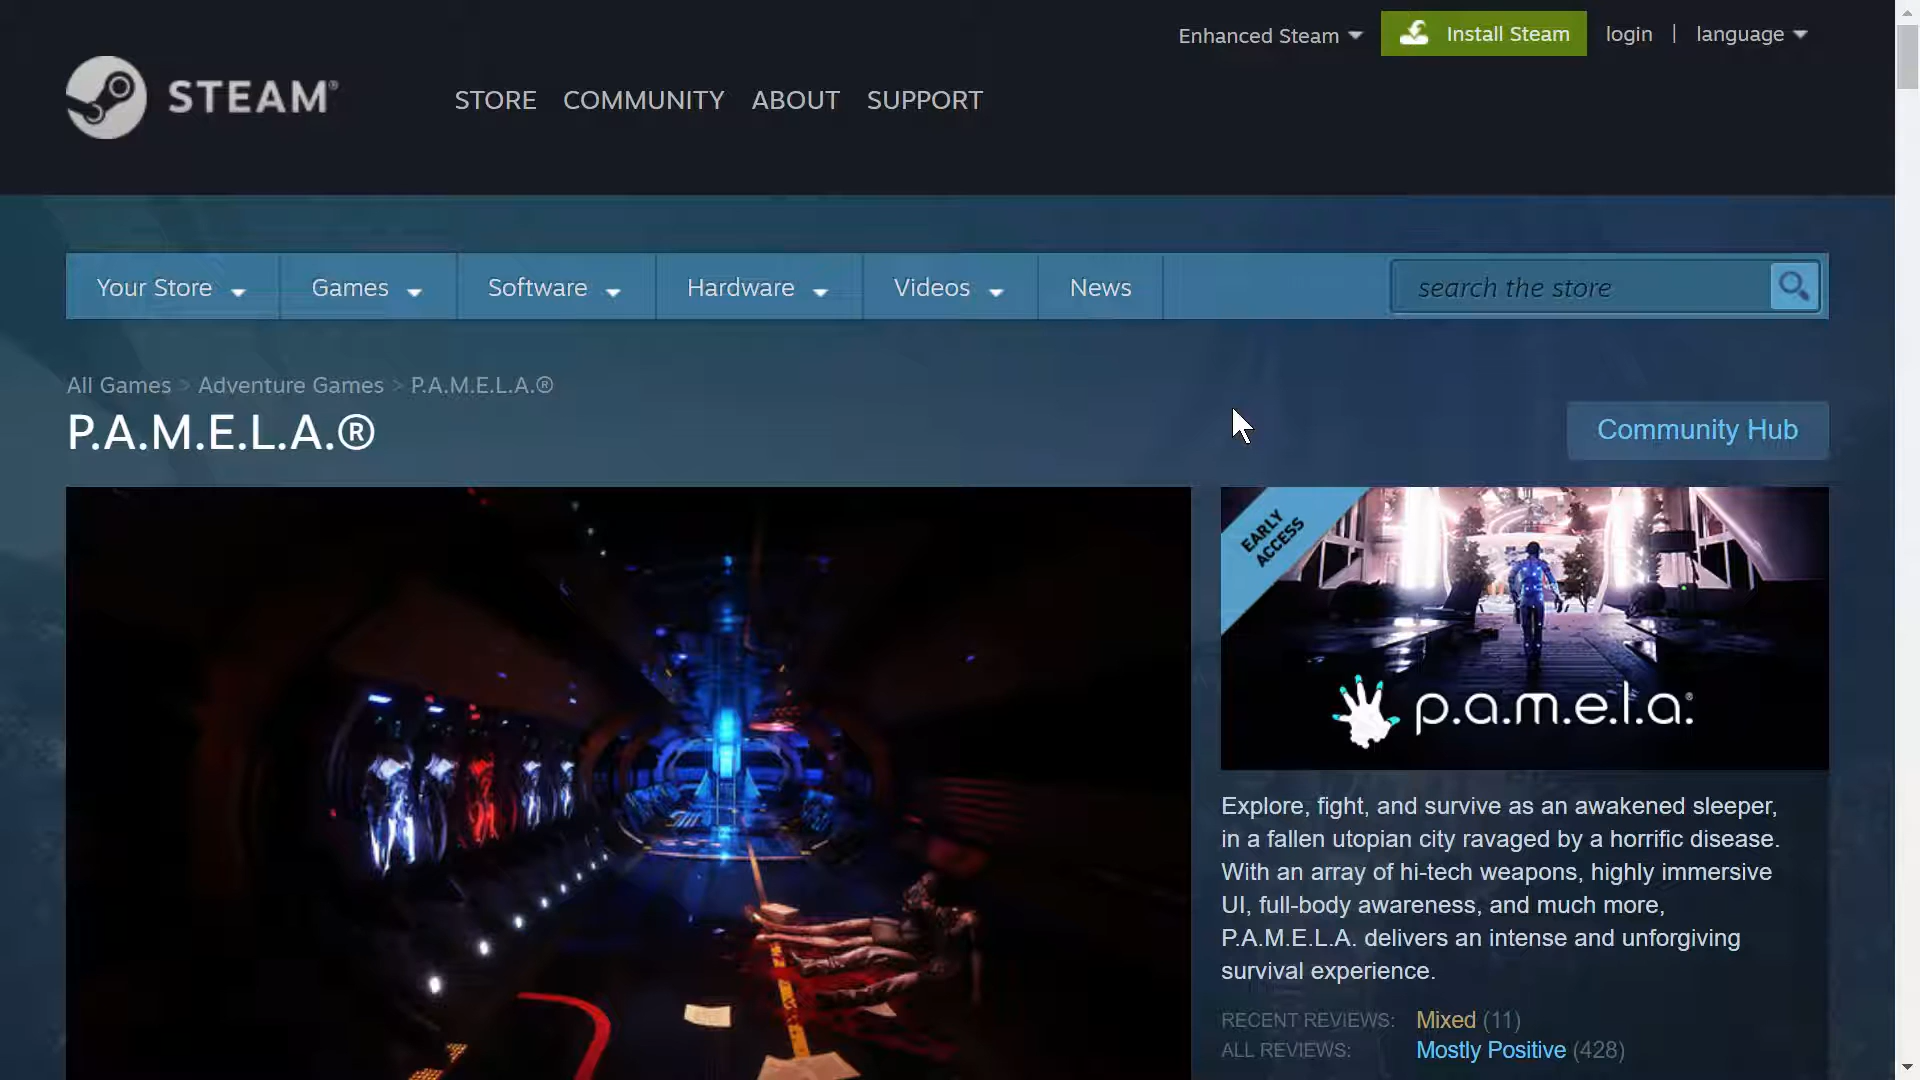 Enhanced Steam
Install Steam
login | language
STEAM®
STORE COMMUNITY ABOUT SUPPORT
Your Store Games Software Hardware Videos News
search the store
All Games > Adventure Games > P.A.M.E.L.A.®
P.A.M.E.L.A.®
Community Hub
EARLY
ACCESS
p.a.m.e.l.a.®
Explore, fight, and survive as an awakened sleeper,
in a fallen utopian city ravaged by a horrific disease.
With an array of hi-tech weapons, highly immersive
UI, full-body awareness, and much more,
P.A.M.E.L.A. delivers an intense and unforgiving
survival experience.
RECENT REVIEWS: Mixed (11)
ALL REVIEWS: Mostly Positive (428)